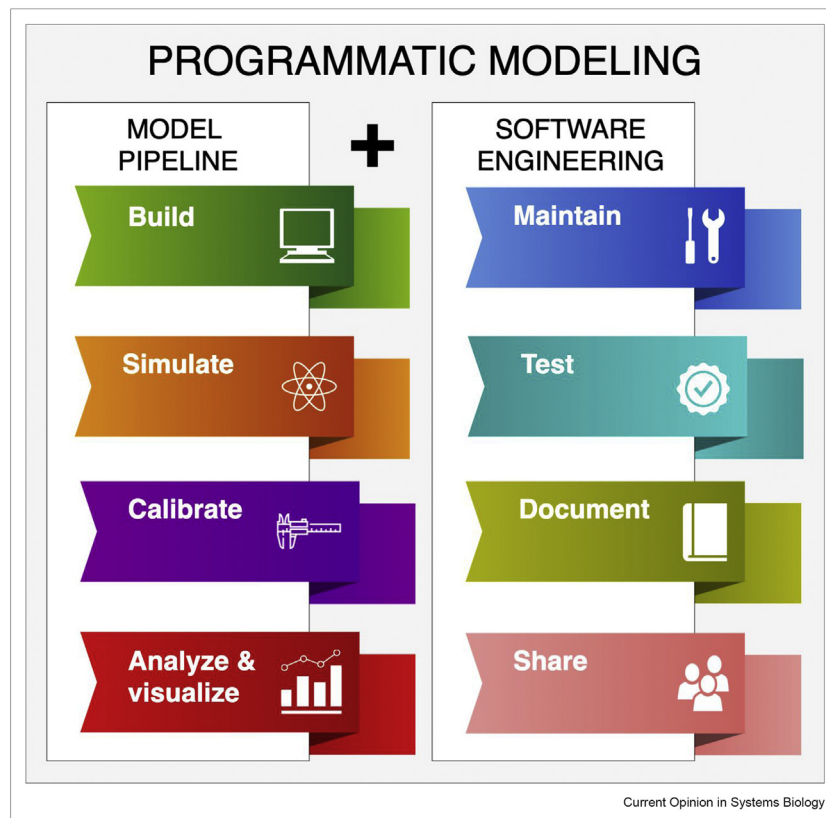 PROGRAMMATIC MODELING
MODEL
PIPELINE
Build
Simulate
Calibrate
Analyze &
visualize
+
SOFTWARE
ENGINEERING
Maintain
Test
Document
Share
Current Opinion in Systems Biology